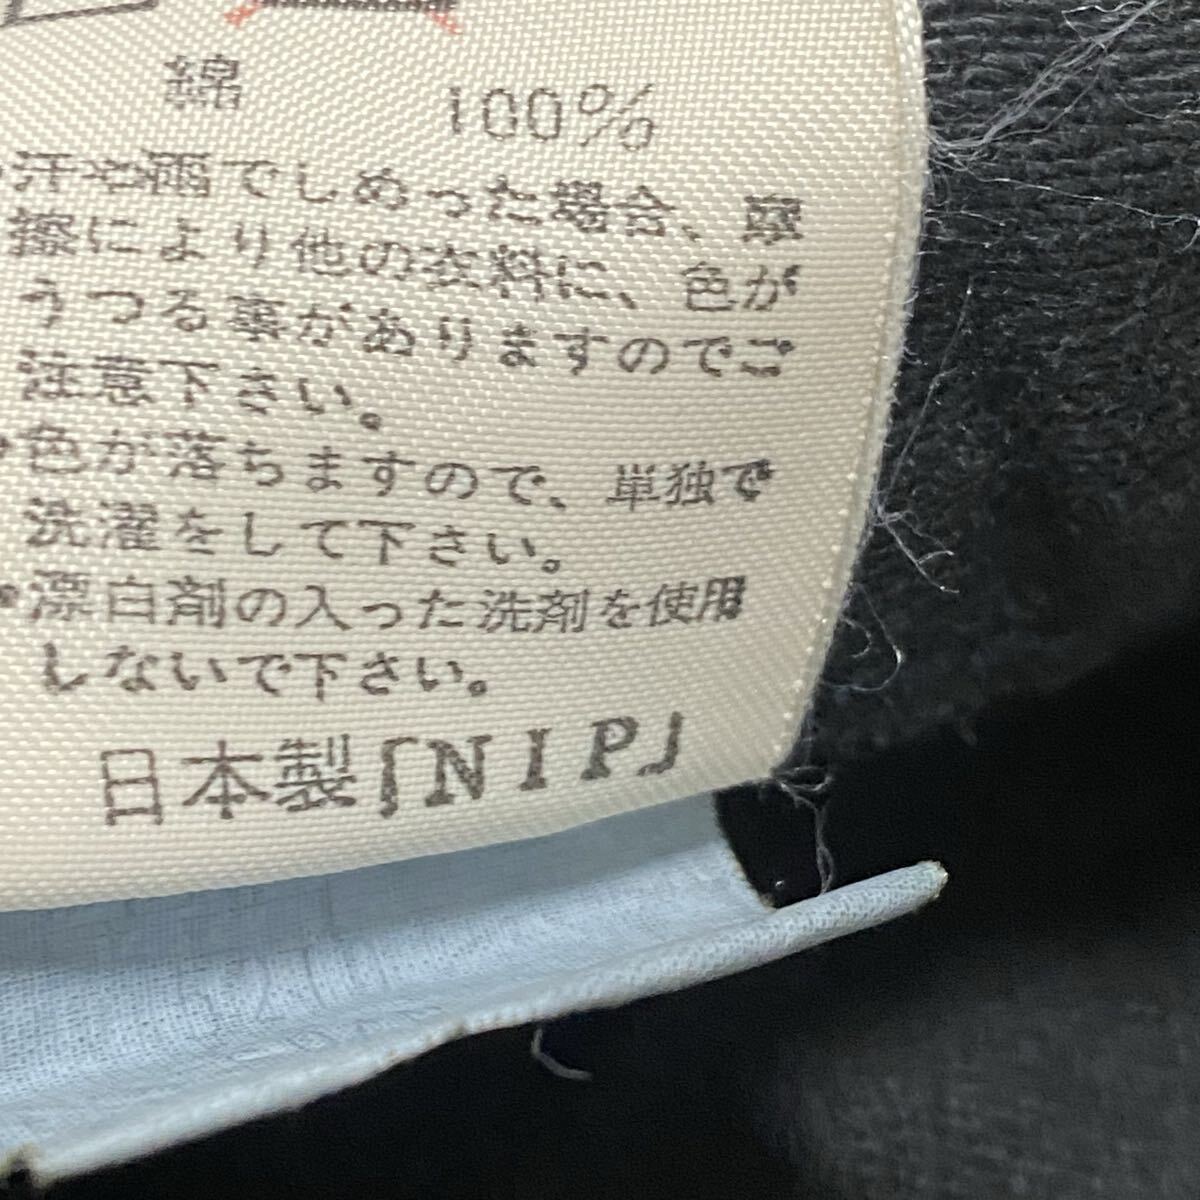 綿 100%
・汗や雨でしめった場合、摩
擦により他の衣料に、色が
うつる事がありますのでご
注意下さい。
・色が落ちますので、単独で
洗濯をして下さい。
・漂白剤の入った洗剤を使用
しないで下さい。
日本製「NIP」